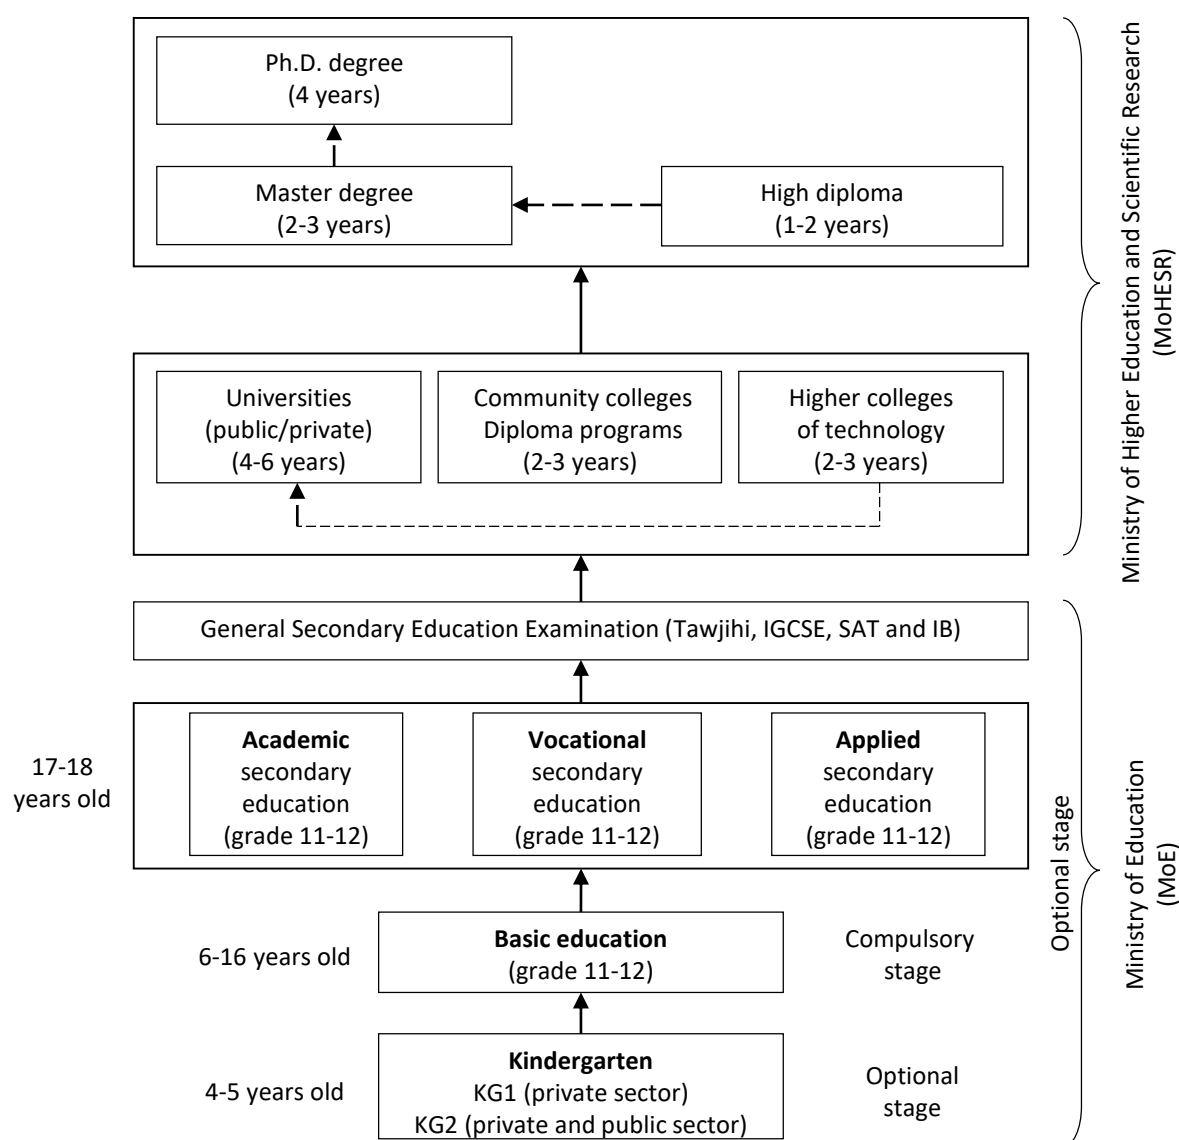 Ph.D. degree
(4 years)
Master degree
(2-3 years)
High diploma
(1-2 years)
Universities
(public/private)
(4-6 years)
Community colleges
Diploma programs
(2-3 years)
Higher colleges
of technology
(2-3 years)
Ministry of Higher Education and Scientific Research
(MoHESR)
General Secondary Education Examination (Tawjihi, IGCSE, SAT and IB)
17-18
years old
Academic
secondary
education
(grade 11-12)
Vocational
secondary
education
(grade 11-12)
Applied
secondary
education
(grade 11-12)
Optional stage
Ministry of Education
(MoE)
6-16 years old
Basic education
(grade 11-12)
Compulsory
stage
4-5 years old
Kindergarten
KG1 (private sector)
KG2 (private and public sector)
Optional
stage